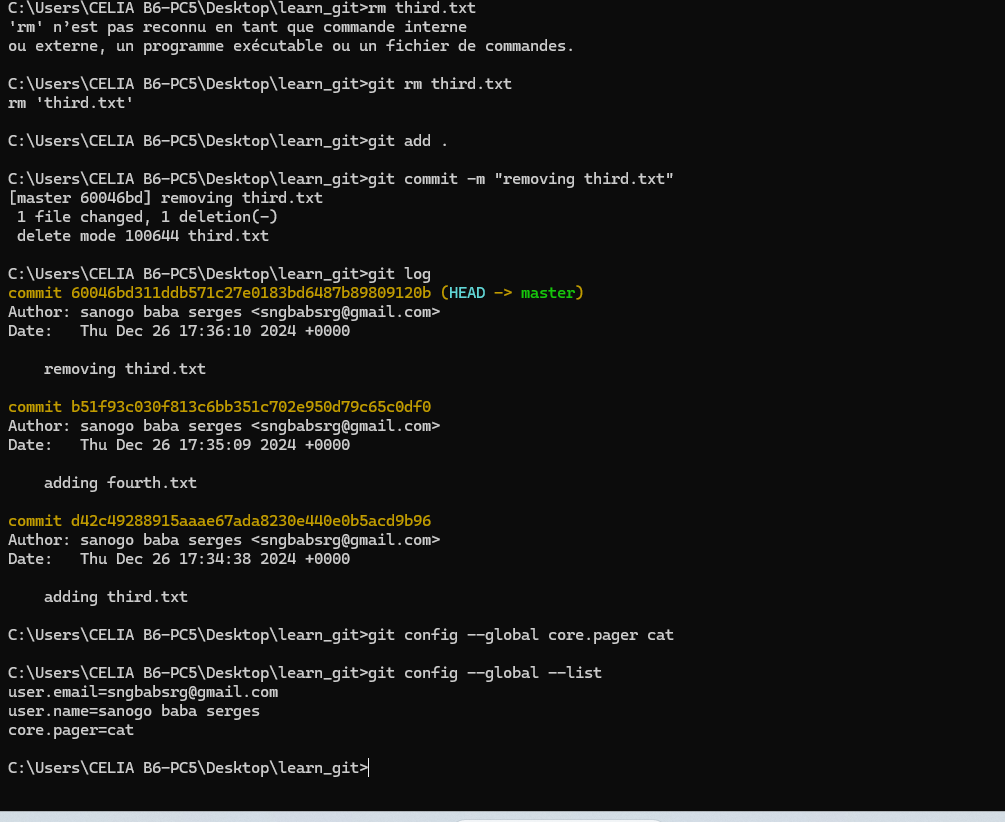 C:\Users\CELIA B6-PC5\Desktop\learn_git>rm third.txt
'rm' n’est pas reconnu en tant que commande interne
ou externe, un programme exécutable ou un fichier de commandes.
C:\Users\CELIA B6-PC5\Desktop\learn_git>git rm third.txt
rm 'third.txt'
C:\Users\CELIA B6-PC5\Desktop\learn_git>git add .
C:\Users\CELIA B6-PC5\Desktop\learn_git>git commit -m "removing third.txt"
[master 60046bd] removing third.txt
 1 file changed, 1 deletion(-)
 delete mode 100644 third.txt
C:\Users\CELIA B6-PC5\Desktop\learn_git>git log
commit 60046bd311ddb571c27e0183bd6487b89809120b (HEAD -> master)
Author: sanogo baba serges <sngbabsrg@gmail.com>
Date:   Thu Dec 26 17:36:10 2024 +0000
    removing third.txt
commit b51f93c030f813c6bb351c702e950d79c65c0df0
Author: sanogo baba serges <sngbabsrg@gmail.com>
Date:   Thu Dec 26 17:35:09 2024 +0000
    adding fourth.txt
commit d42c49288915aaae67ada8230e440e0b5acd9b96
Author: sanogo baba serges <sngbabsrg@gmail.com>
Date:   Thu Dec 26 17:34:38 2024 +0000
    adding third.txt
C:\Users\CELIA B6-PC5\Desktop\learn_git>git config --global core.pager cat
C:\Users\CELIA B6-PC5\Desktop\learn_git>git config --global --list
user.email=sngbabsrg@gmail.com
user.name=sanogo baba serges
core.pager=cat
C:\Users\CELIA B6-PC5\Desktop\learn_git>